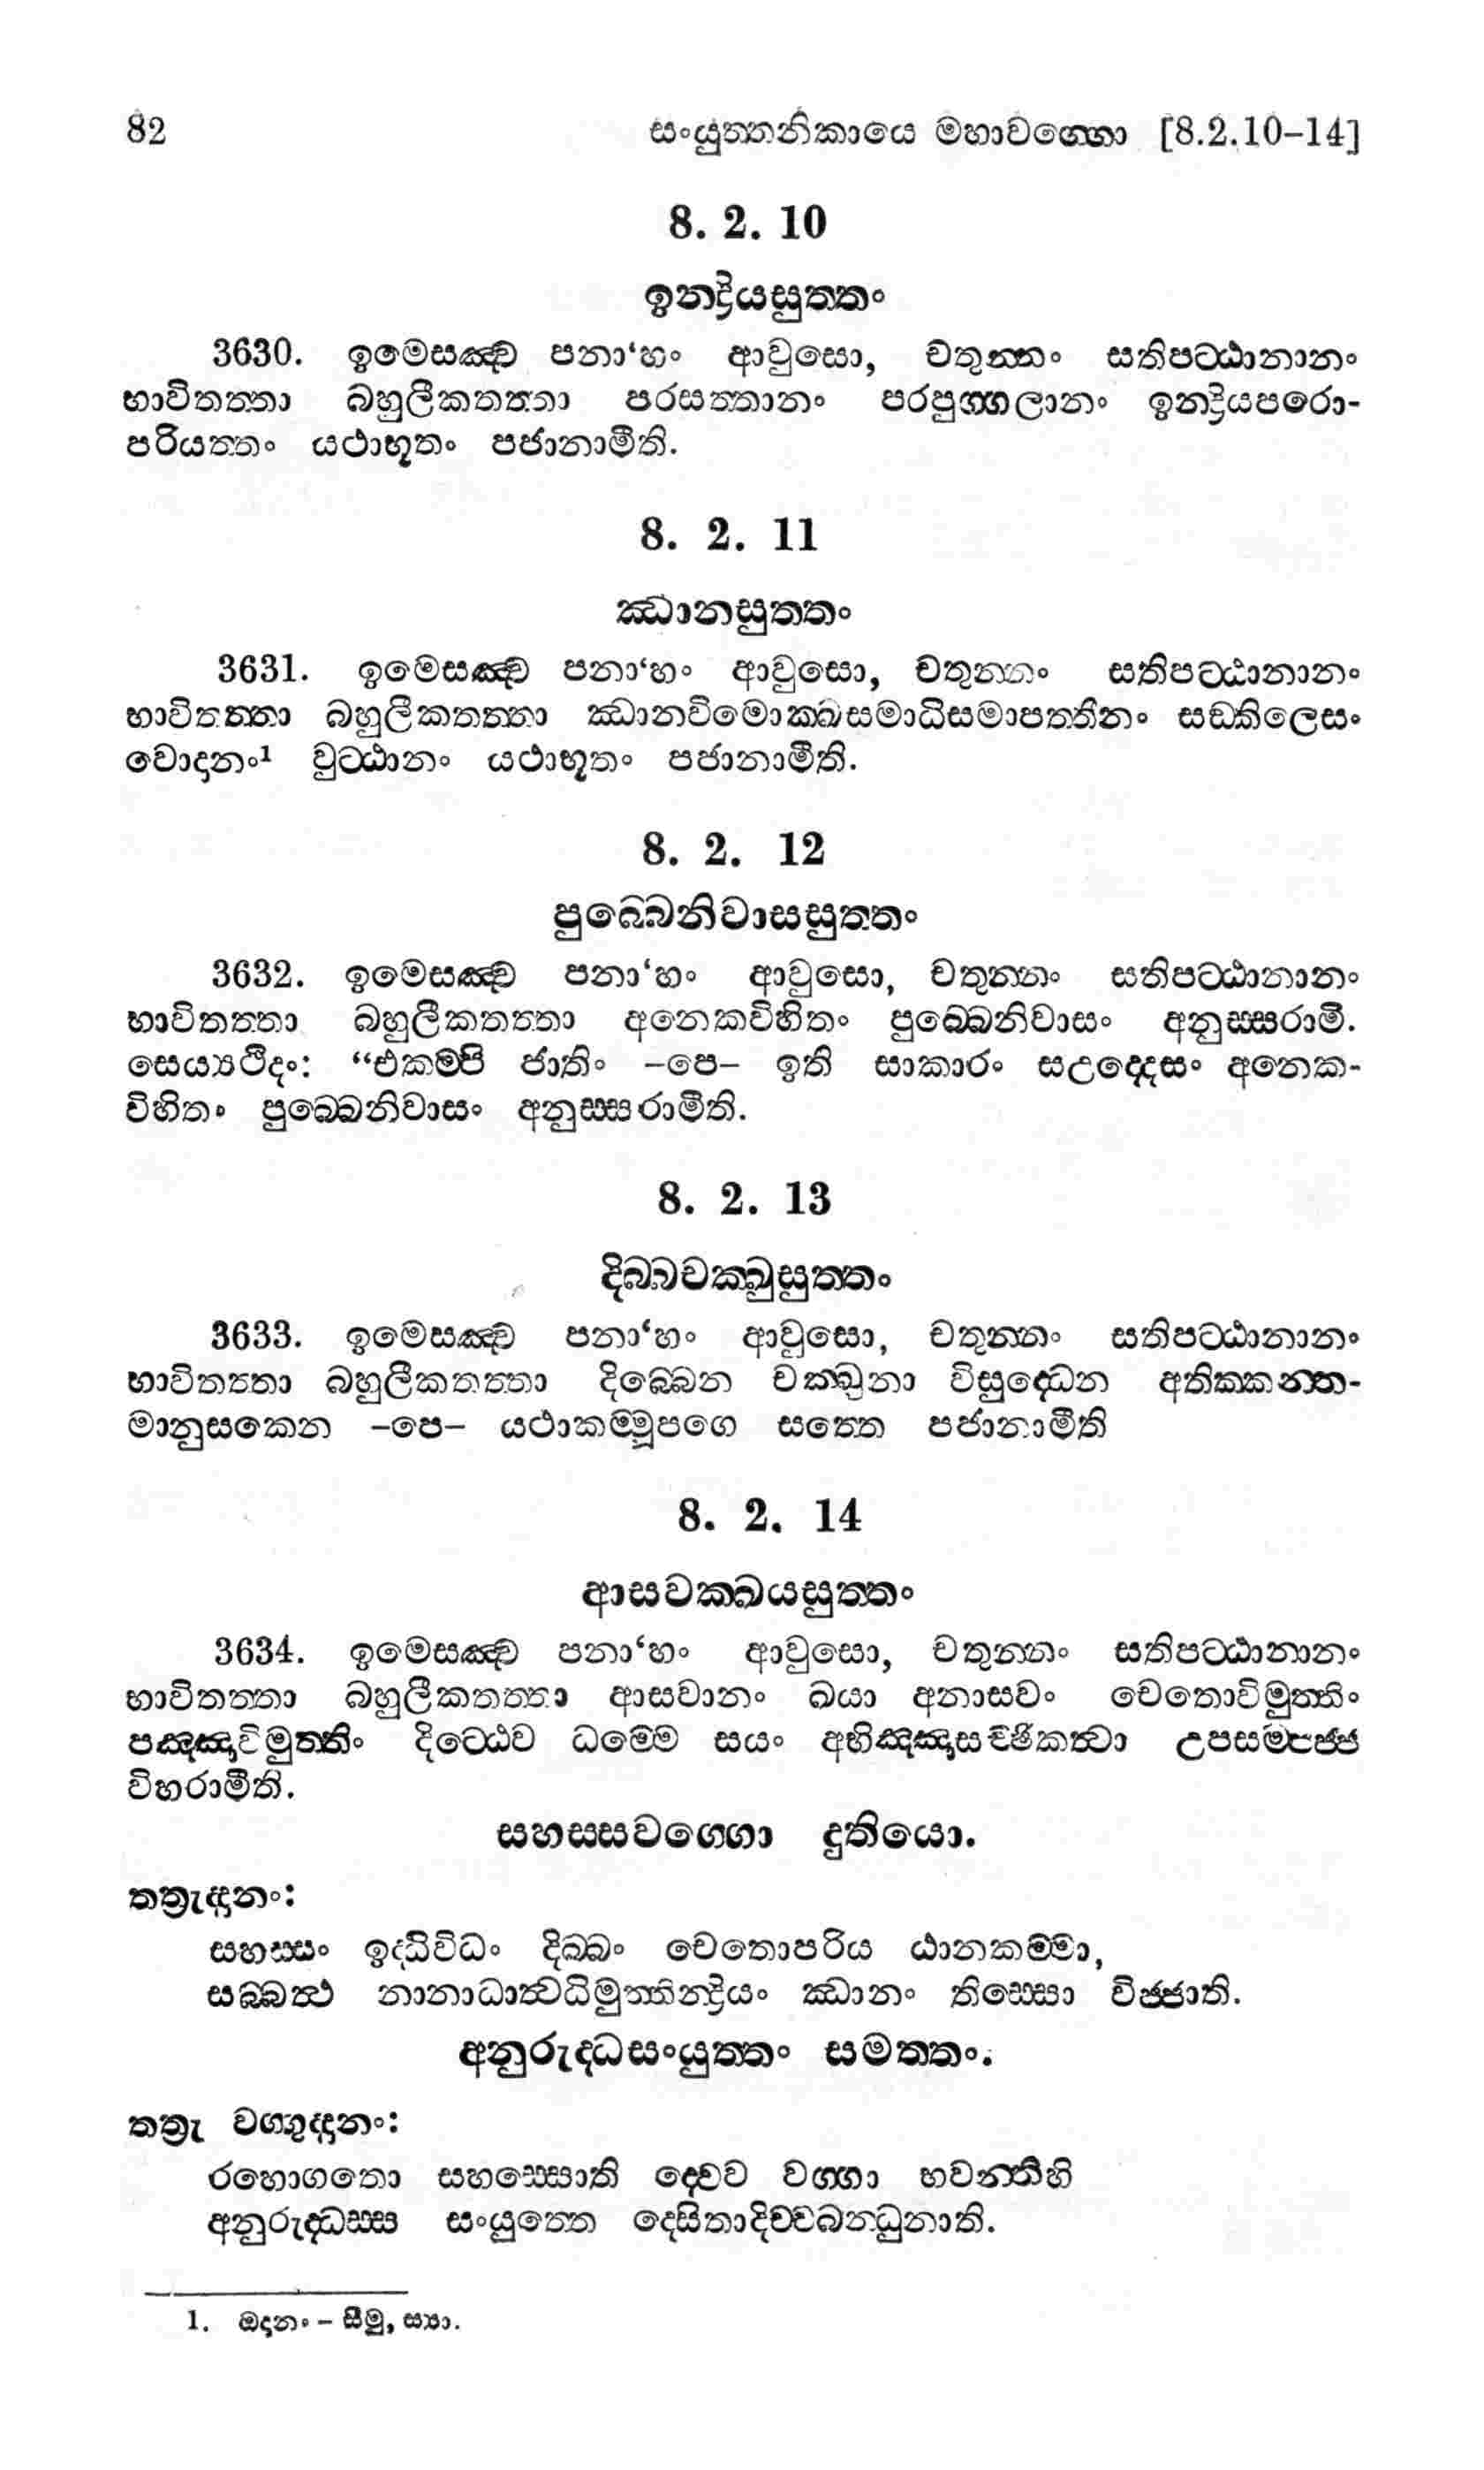 82 සංයුත්තනිකායෙ මහාවග්ගො [8.2.10–14]
8. 2. 10
ඉන්ද්‍රියසුත්තං
3630. ඉමෙසඤ්ච පනා‘හං ආවුසො, චතුන්නං සතිපට්ඨානානං
භාවිතත්තා බහුලීකතත්තා පරසත්තානං පරපුග්ගලානං ඉන්ද්‍රියපරො-
පරියත්තං යථාභූතං පජානාමීති.
8. 2. 11
ඣානසුත්තං
3631. ඉමෙසඤ්ච පනා‘හං ආවුසො, චතුන්නං සතිපට්ඨානානං
භාවිතත්තා බහුලීකතත්තා ඣානවිමොක්ඛසමාධිසමාපත්තීනං සඞ්කිලෙසං
වොදානං¹ වුට්ඨානං යථාභූතං පජානාමීති.
8. 2. 12
පුබ්බෙනිවාසසුත්තං
3632. ඉමෙසඤ්ච පනා‘හං ආවුසො, චතුන්නං සතිපට්ඨානානං
භාවිතත්තා බහුලීකතත්තා අනෙකවිහිතං පුබ්බෙනිවාසං අනුස්සරාමි.
සෙය්‍යථිදං: “එකම්පි ජාතිං –පෙ– ඉති සාකාරං සඋද්දෙසං අනෙක-
විහිතං පුබ්බෙනිවාසං අනුස්සරාමිති.
8. 2. 13
දිබ්බචක්ඛුසුත්තං
3633. ඉමෙසඤ්ච පනා‘හං ආවුසො, චතුන්නං සතිපට්ඨානානං
භාවිතත්තා බහුලීකතත්තා දිබ්බෙන චක්ඛුනා විසුද්ධෙන අතික්කන්ත-
මානුසකෙන –පෙ– යථාකම්මූපගෙ සත්තෙ පජානාමීති
8. 2. 14
ආසවක්ඛයසුත්තං
3634. ඉමෙසඤ්ච පනා‘හං ආවුසො, චතුන්නං සතිපට්ඨානානං
භාවිතත්තා බහුලීකතත්තා ආසවානං ඛයා අනාසවං චෙතොවිමුත්තිං
පඤ්ඤාවිමුත්තිං දිට්ඨෙව ධම්මෙ සයං අභිඤ්ඤාසච්ඡිකත්වා උපසම්පජ්ජ
විහරාමීති.
සහස්සවග්ගො දුතියො.
තත්‍රුද්දානං:
සහස්සං ඉද්ධිවිධං දිබ්බං චෙතොපරිය ඨානකම්මා,
සබ්බත්ථ නානාධාත්වධිමුත්තින්ද්‍රියං ඣානං තිස්සො විජ්ජාති.
අනුරුද්ධසංයුත්තං සමත්තං.
තත්‍ර වග්ගුද්දානං:
රහොගතො සහස්සොති ද්වෙව වග්ගා භවන්තිහි
අනුරුද්ධස්ස සංයුත්තෙ දෙසිතාදිච්චබන්ධුනාති.
1. ඔදානං – සීමු, ස්‍යා.